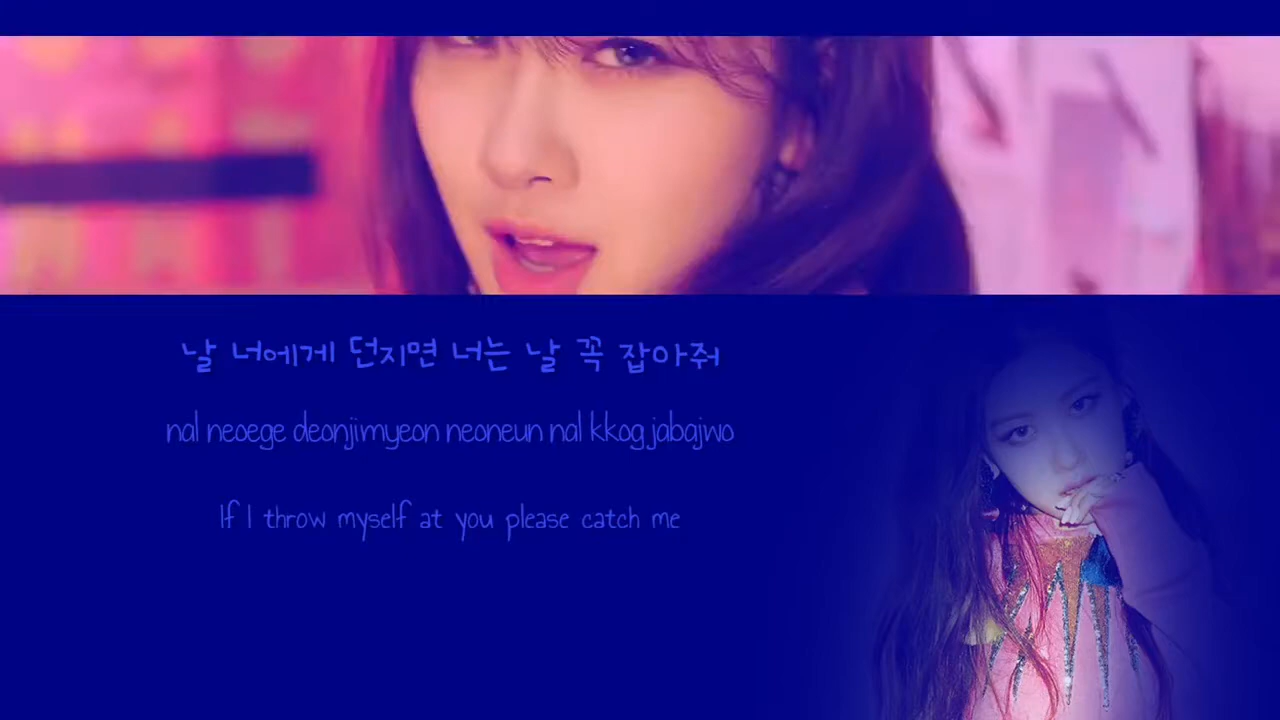 날 너에게 던지면 너는 날 꼭 잡아줘
nal neoege deonjimyeon neoneun nal kkog jabajwo
If I throw myself at you please catch me